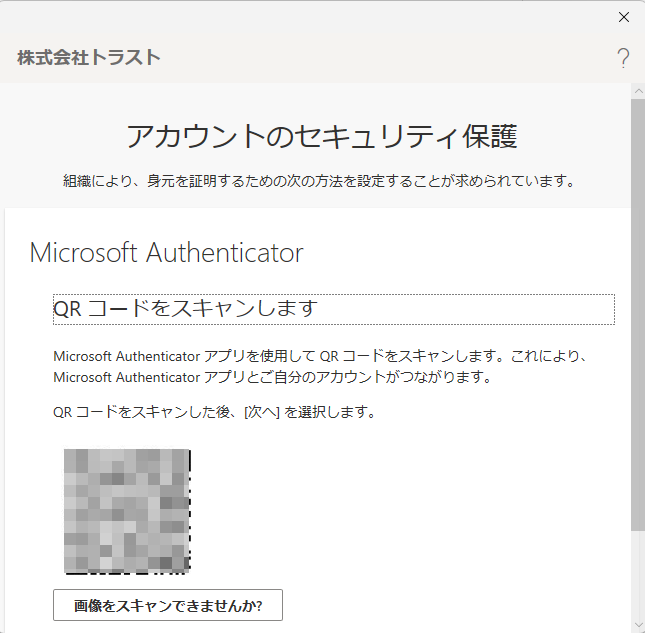 株式会社トラスト
?
アカウントのセキュリティ保護
組織により、身元を証明するための次の方法を設定することが求められています。
Microsoft Authenticator
QR コードをスキャンします
Microsoft Authenticator アプリを使用して QR コードをスキャンします。これにより、
Microsoft Authenticator アプリとご自分のアカウントがつながります。
QR コードをスキャンした後、[次へ] を選択します。
画像をスキャンできませんか?